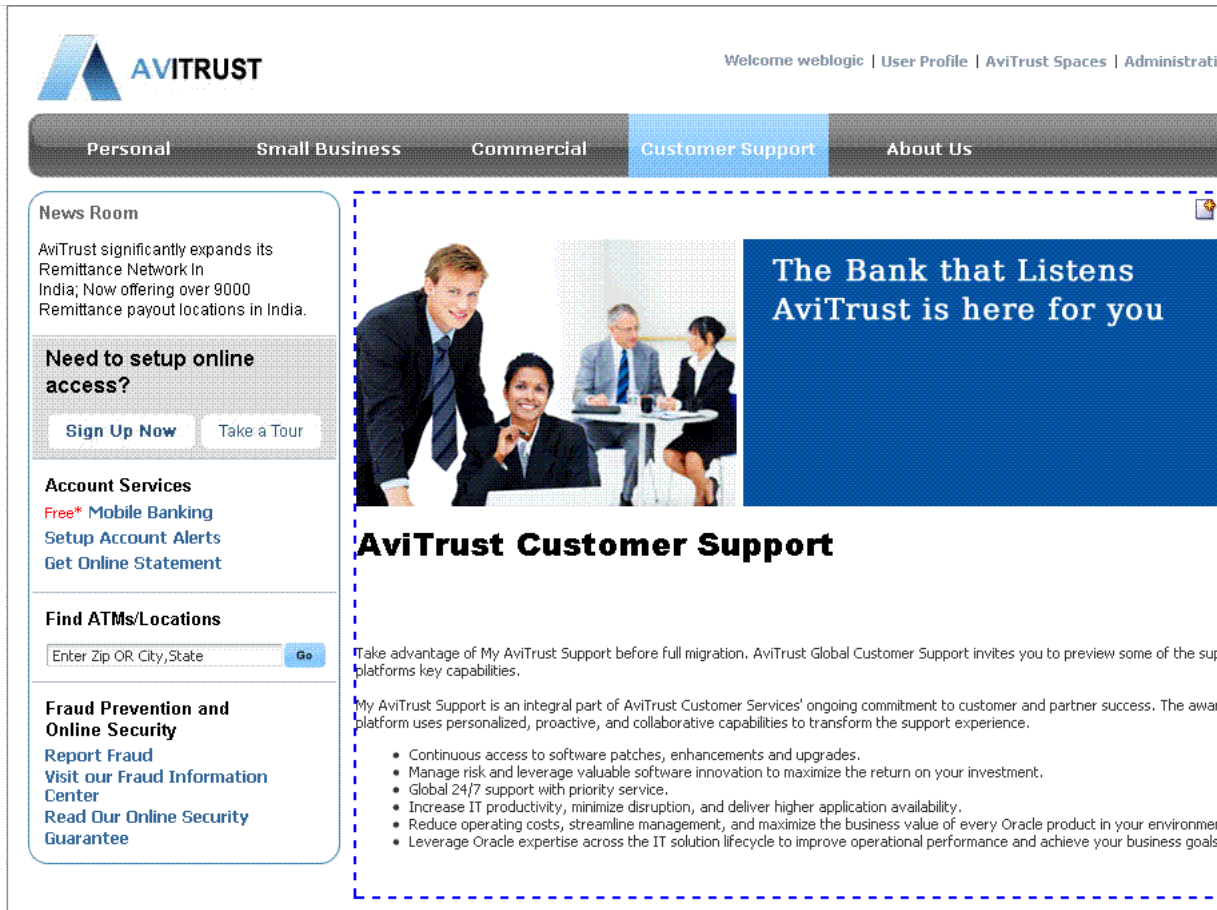 AVITRUST
Welcome weblogic | User Profile | AviTrust Spaces |
Personal
Small Business
Commercial
Customer Support
About Us
News Room
AviTrust significantly expands its
Remittance Network In
India; Now offering over 9000
Remittance payout locations in India.
Need to setup online
access?
Sign Up Now
Take a Tour
Account Services
Free* Mobile Banking
Setup Account Alerts
Get Online Statement
Find ATMs/Locations
Enter Zip OR City,State
Go
Fraud Prevention and
Online Security
Report Fraud
Visit our Fraud Information
Center
Read Our Online Security
Guarantee
The Bank that Listens
AviTrust is here for you
AviTrust Customer Support
Take advantage of My AviTrust Support before full migration. AviTrust Global Customer Support invites you to preview some of the
platforms key capabilities.
My AviTrust Support is an integral part of AviTrust Customer Services' ongoing commitment to customer and partner success. The
platform uses personalized, proactive, and collaborative capabilities to transform the support experience.
• Continuous access to software patches, enhancements and upgrades.
• Manage risk and leverage valuable software innovation to maximize the return on your investment.
• Global 24/7 support with priority service.
• Increase IT productivity, minimize disruption, and deliver higher application availability.
• Reduce operating costs, streamline management, and maximize the business value of every Oracle product in your
• Leverage Oracle expertise across the IT solution lifecycle to improve operational performance and achieve your business goals